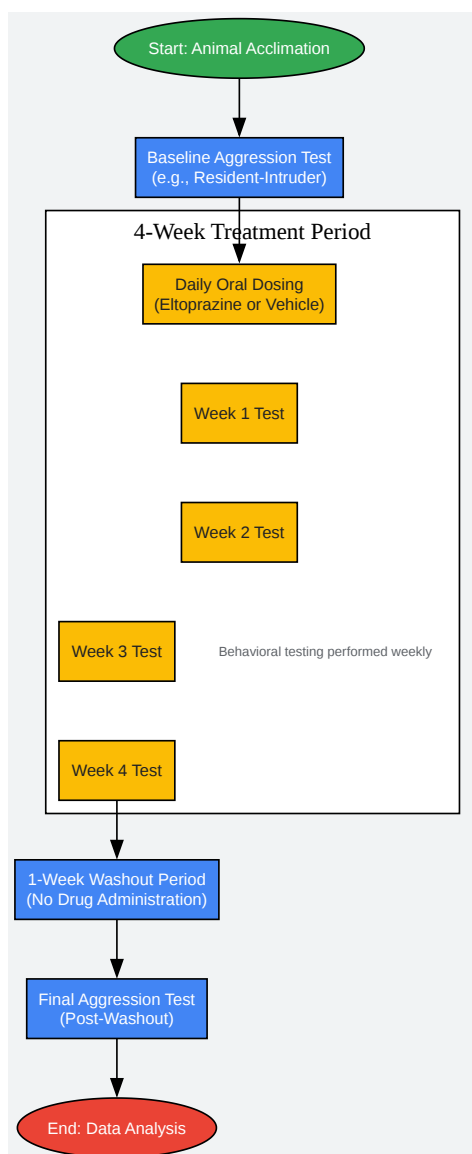 Start: Animal Acclimation
Baseline Aggression Test
(e.g., Resident-Intruder)
4-Week Treatment Period
Daily Oral Dosing
(Eltoprazine or Vehicle)
Week 1 Test
Week 2 Test
Week 3 Test
Behavioral testing performed weekly
Week 4 Test
1-Week Washout Period
(No Drug Administration)
Final Aggression Test
(Post-Washout)
End: Data Analysis